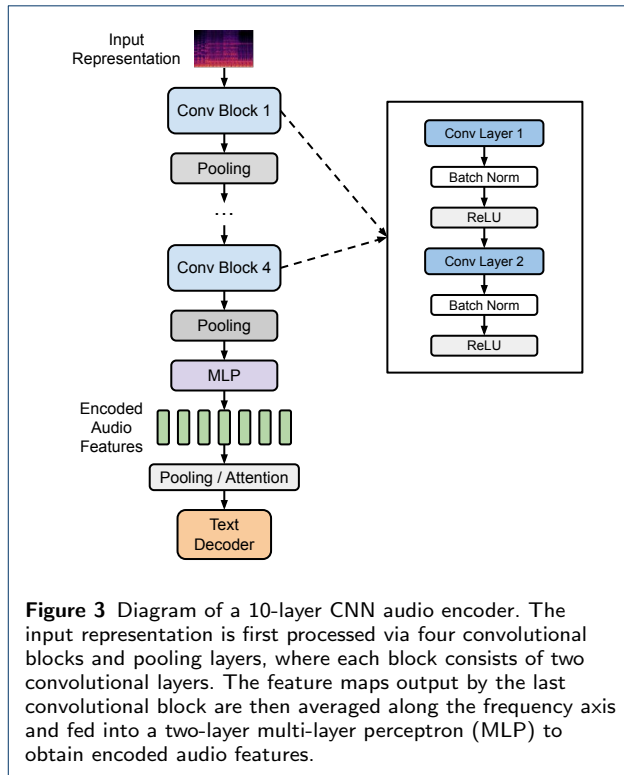 Input
Representation
Conv Block 1
Pooling
...
Conv Block 4
Pooling
MLP
Encoded
Audio
Features
Pooling / Attention
Text
Decoder
Conv Layer 1
Batch Norm
ReLU
Conv Layer 2
Batch Norm
ReLU
Figure 3 Diagram of a 10-layer CNN audio encoder. The
input representation is first processed via four convolutional
blocks and pooling layers, where each block consists of two
convolutional layers. The feature maps output by the last
convolutional block are then averaged along the frequency axis
and fed into a two-layer multi-layer perceptron (MLP) to
obtain encoded audio features.